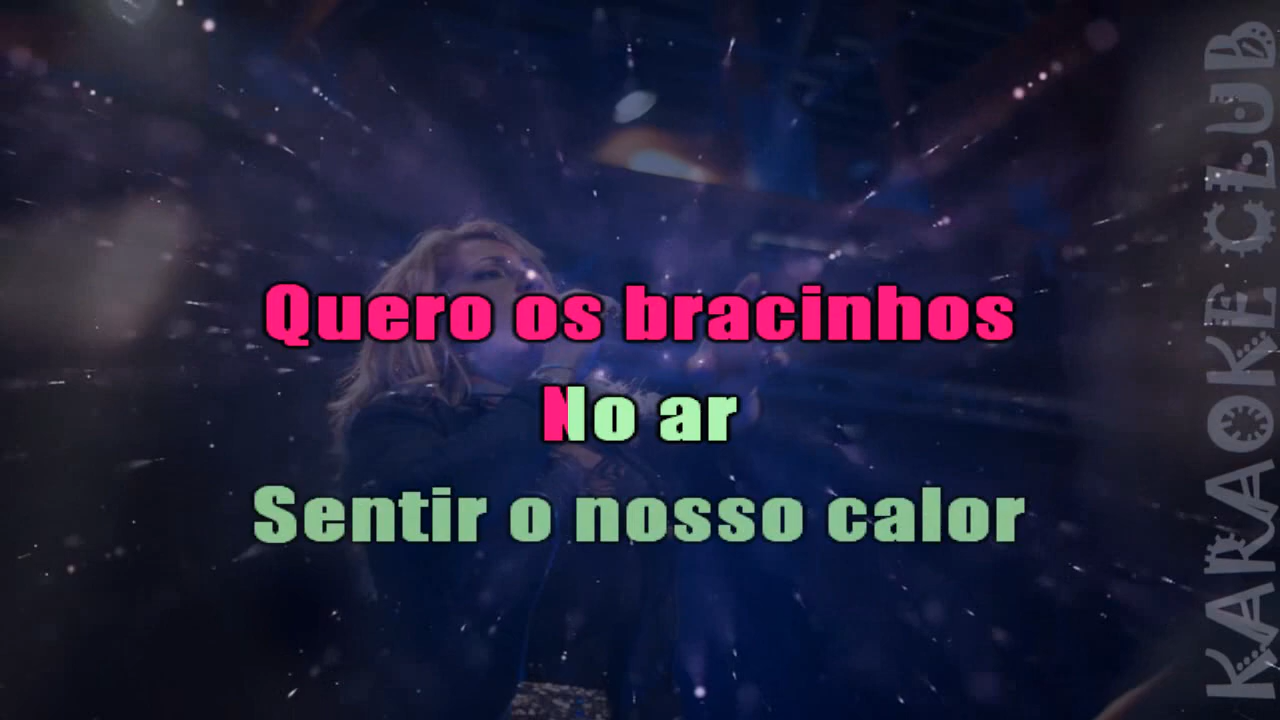 Quero os bracinhos
No ar
Sentir o nosso calor
KARAOKE CLUB